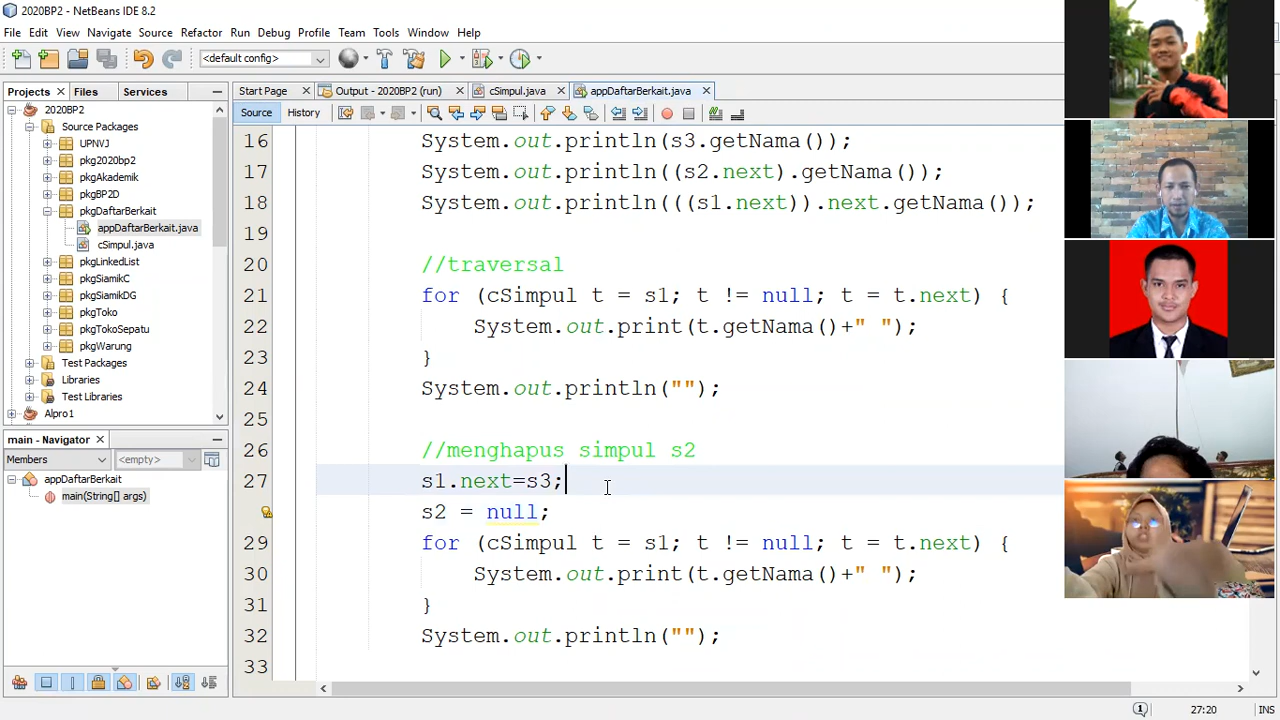 2020BP2 - NetBeans IDE 8.2
File Edit View Navigate Source Refactor Run Debug Profile Team Tools Window Help
<default config>
Projects Files Services
Start Page Output - 2020BP2 (run) cSimpul.java appDaftarBerkait.java
Source History
2020BP2
Source Packages
UPNVJ
pkg2020bp2
pkgAkademik
pkgBP2D
pkgDaftarBerkait
appDaftarBerkait.java
cSimpul.java
pkgLinkedList
pkgSiamikC
pkgSiamikDG
pkgToko
pkgTokoSepatu
pkgWarung
Test Packages
Libraries
Test Libraries
Alpro1
main - Navigator
Members <empty>
appDaftarBerkait
main(String[] args)
16 System.out.println(s3.getNama());
17 System.out.println((s2.next).getNama());
18 System.out.println(((s1.next)).next.getNama());
19
20 //traversal
21 for (cSimpul t = s1; t != null; t = t.next) {
22 System.out.print(t.getNama()+" ");
23 }
24 System.out.println("");
25
26 //menghapus simpul s2
27 s1.next=s3;
s2 = null;
29 for (cSimpul t = s1; t != null; t = t.next) {
30 System.out.print(t.getNama()+" ");
31 }
32 System.out.println("");
33
1 27:20 INS